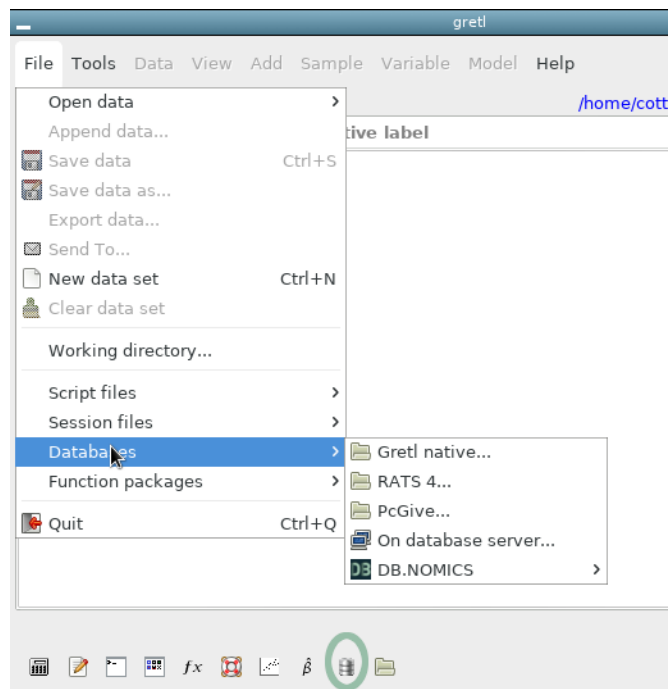 gretl
File Tools Data View Add Sample Variable Model Help
Open data
/home/cott
Append data...
tive label
Save data Ctrl+S
Save data as...
Export data...
Send To...
New data set Ctrl+N
Clear data set
Working directory...
Script files
Session files
Databases
Gretl native...
Function packages
RATS 4...
PcGive...
Quit Ctrl+Q
On database server...
DB DB.NOMICS
fx β̂